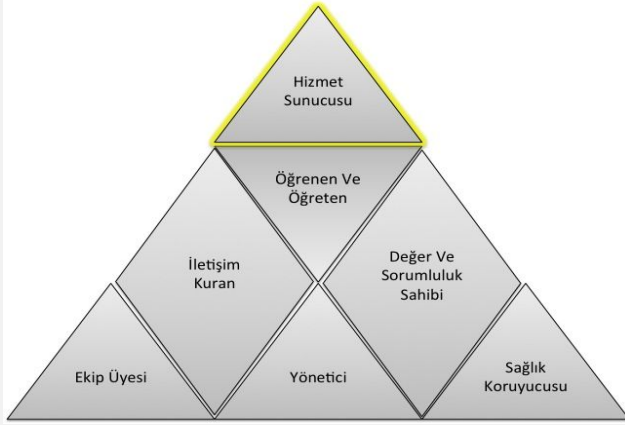 Hizmet
Sunucusu
Öğrenen Ve
Öğreten
İletişim
Kuran
Değer Ve
Sorumluluk
Sahibi
Ekip Üyesi
Yönetici
Sağlık
Koruyucusu